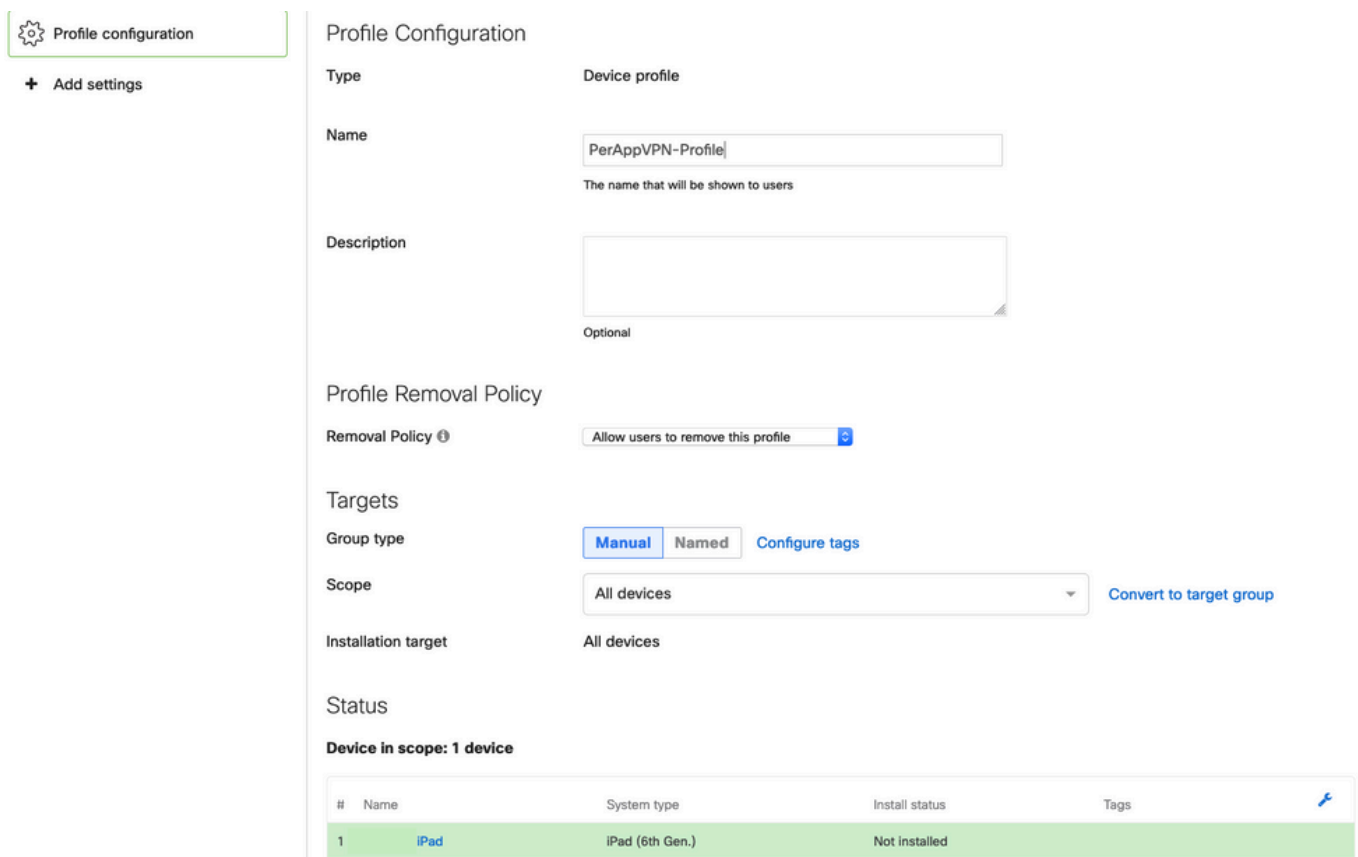 Profile configuration
Add settings
Profile Configuration
Type
Device profile
Name
PerAppVPN-Profile
The name that will be shown to users
Description
Optional
Profile Removal Policy
Removal Policy
Allow users to remove this profile
Targets
Group type
Manual
Named
Configure tags
Scope
All devices
Convert to target group
Installation target
All devices
Status
Device in scope: 1 device
# Name System type Install status Tags
1 iPad iPad (6th Gen.) Not installed